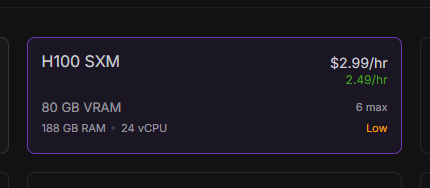 H100 SXM
$2.99/hr
2.49/hr
80 GB VRAM
6 max
188 GB RAM • 24 vCPU
Low